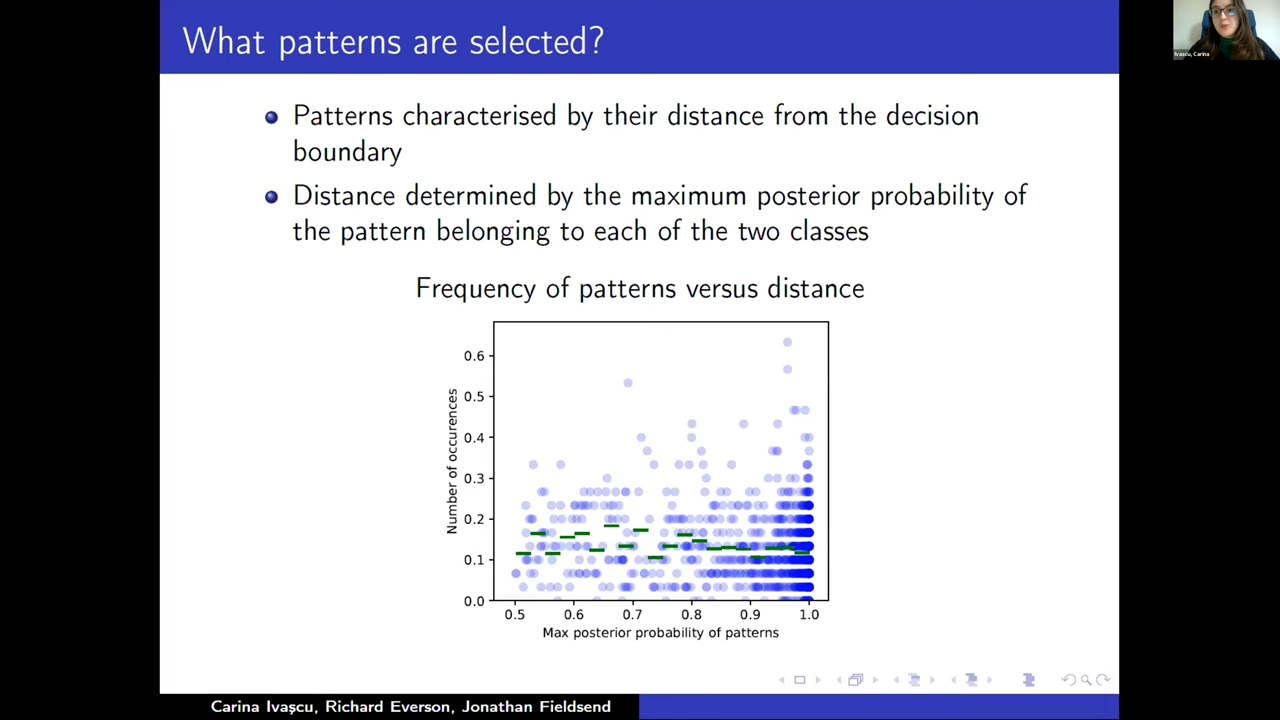 What patterns are selected?
Ivascu, Carina
Patterns characterised by their distance from the decision
boundary
Distance determined by the maximum posterior probability of
the pattern belonging to each of the two classes
Frequency of patterns versus distance
Number of occurences
0.6
0.5
0.4
0.3
0.2
0.1
0.0
0.5 0.6 0.7 0.8 0.9 1.0
Max posterior probability of patterns
Carina Ivaşcu, Richard Everson, Jonathan Fieldsend